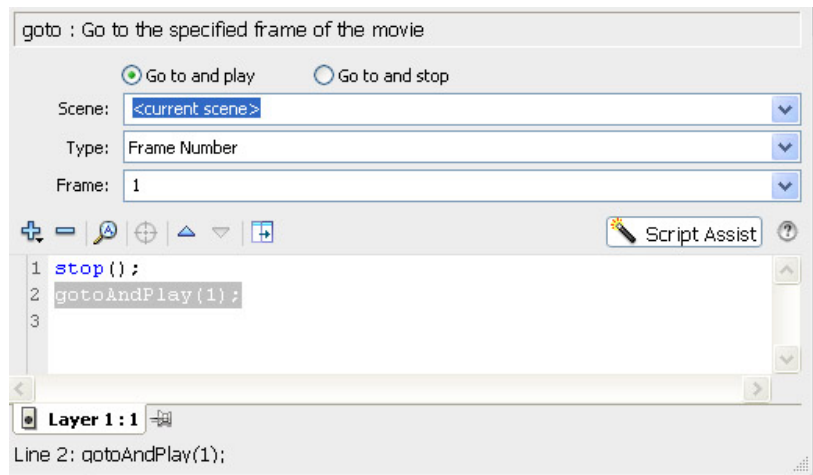 goto : Go to the specified frame of the movie
Go to and play Go to and stop
Scene: <current scene>
Type: Frame Number
Frame: 1
Script Assist ?
1 stop();
2 gotoAndPlay(1);
3
Layer 1 : 1
Line 2: gotoAndPlay(1);